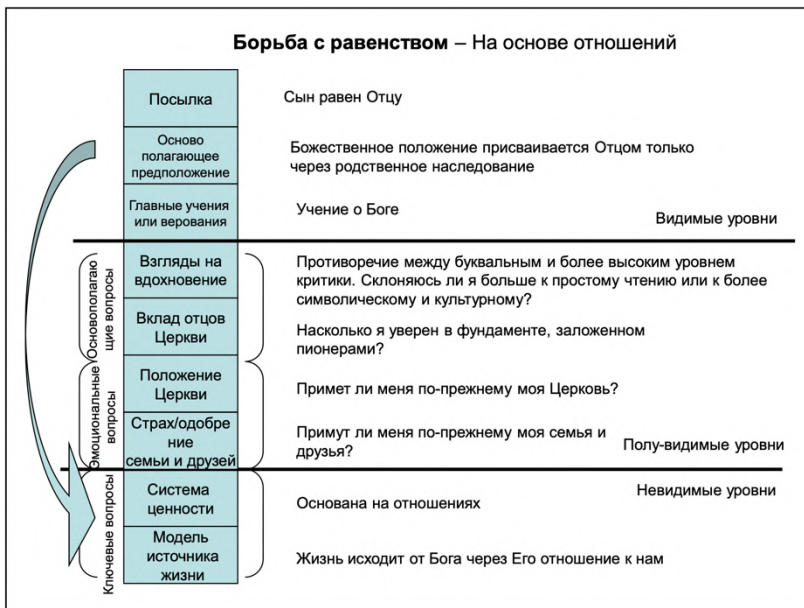 Борьба с равенством – На основе отношений
Посылка
Сын равен Отцу
Осново
полагающее
предположение
Божественное положение присваивается Отцом только
через родственное наследование
Главные учения
или верования
Учение о Боге
Видимые уровни
Основополагаю
щие вопросы
Взгляды на
вдохновение
Противоречие между буквальным и более высоким уровнем
критики. Склоняюсь ли я больше к простому чтению или к более
символическому и культурному?
Вклад отцов
Церкви
Насколько я уверен в фундаменте, заложенном
пионерами?
Эмоциональные
вопросы
Положение
Церкви
Примет ли меня по-прежнему моя Церковь?
Страх/одобре
ние
семьи и друзей
Примут ли меня по-прежнему моя семья и
друзья?
Полу-видимые уровни
Невидимые уровни
Ключевые вопросы
Система
ценности
Основана на отношениях
Модель
источника
жизни
Жизнь исходит от Бога через Его отношение к нам